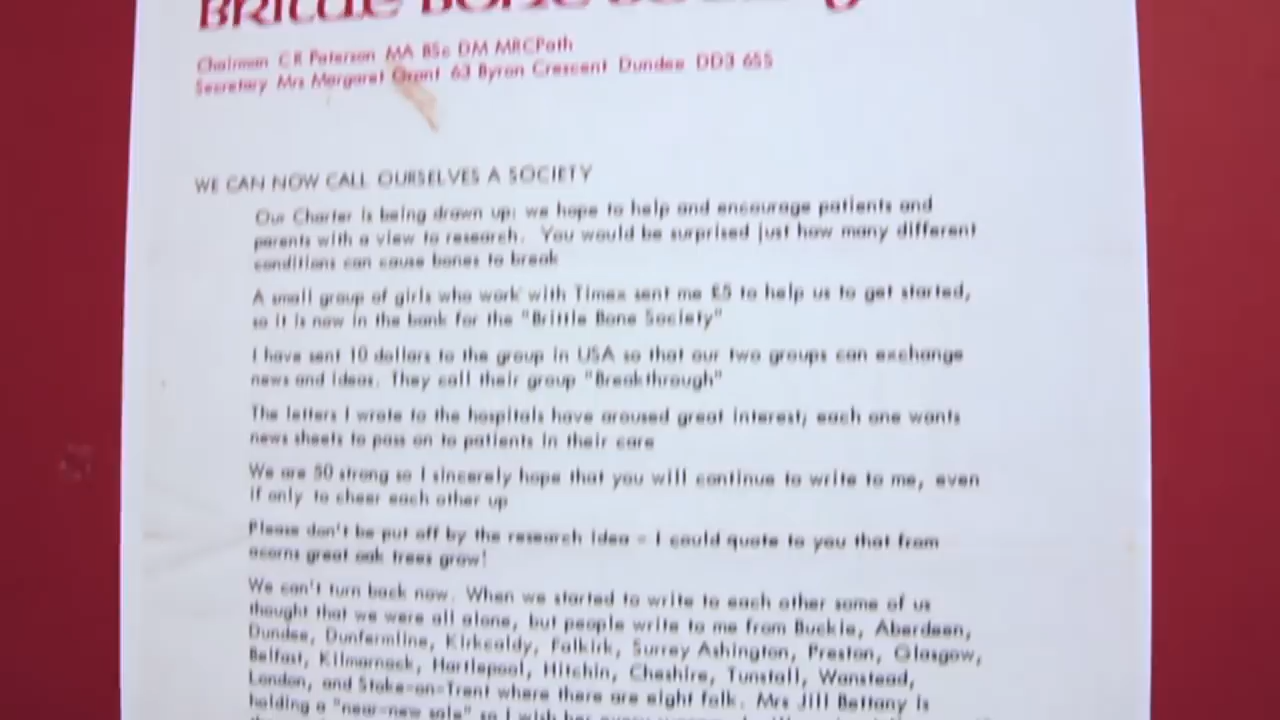 Brittle Bone Society
Chairman CR Paterson MA BSc DM MRCPath
Secretary Mrs Margaret Grant 63 Byron Crescent Dundee DD3 6SS
WE CAN NOW CALL OURSELVES A SOCIETY
Our Charter is being drawn up; we hope to help and encourage patients and
parents with a view to research. You would be surprised just how many different
conditions can cause bones to break
A small group of girls who work with Timex sent me £5 to help us to get started,
so it is now in the bank for the "Brittle Bone Society"
I have sent 10 dollars to the group in USA so that our two groups can exchange
news and ideas. They call their group "Breakthrough"
The letters I wrote to the hospitals have aroused great interest; each one wants
news sheets to pass on to patients in their care
We are 50 strong so I sincerely hope that you will continue to write to me, even
if only to cheer each other up
Please don't be put off by the research idea - I could quote to you that from
acorns great oak trees grow!
We can't turn back now. When we started to write to each other some of us
thought that we were all alone, but people write to me from Buckie, Aberdeen,
Dundee, Dunfermline, Kirkcaldy, Falkirk, Surrey Ashington, Preston, Glasgow,
Belfast, Kilmarnock, Hartlepool, Hitchin, Cheshire, Tunstall, Wanstead,
London, and Stoke-on-Trent where there are eight folk. Mrs Jill Bettany is
holding a "near-new sale" so I wish her every